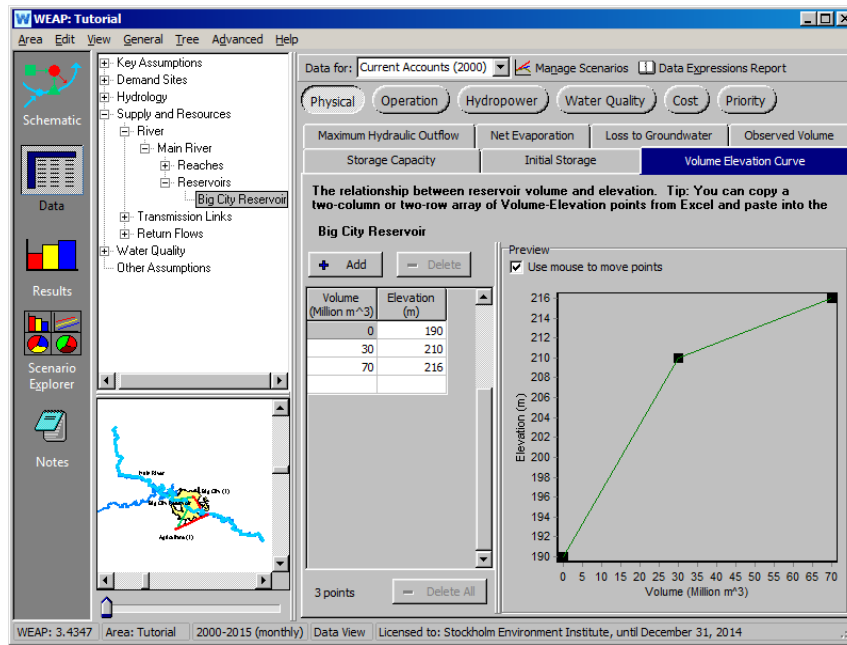 WEAP: Tutorial
Area Edit View General Tree Advanced Help
Schematic
Data
Results
Scenario
Explorer
Notes
Key Assumptions
Demand Sites
Hydrology
Supply and Resources
River
Main River
Reaches
Reservoirs
Big City Reservoir
Transmission Links
Return Flows
Water Quality
Other Assumptions
Main River
Big City (1)
Agriculture (1)
Data for: Current Accounts (2000) Manage Scenarios Data Expressions Report
Physical Operation Hydropower Water Quality Cost Priority
Maximum Hydraulic Outflow Net Evaporation Loss to Groundwater Observed Volume
Storage Capacity Initial Storage Volume Elevation Curve
The relationship between reservoir volume and elevation. Tip: You can copy a
two-column or two-row array of Volume-Elevation points from Excel and paste into the
Big City Reservoir
+ Add - Delete
Volume Elevation
(Million m^3) (m)
0 190
30 210
70 216
3 points - Delete All
Preview
Use mouse to move points
216
214
212
210
208
206
204
202
200
198
196
194
192
190
Elevation (m)
0 5 10 15 20 25 30 35 40 45 50 55 60 65 70
Volume (Million m^3)
WEAP: 3.4347 Area: Tutorial 2000-2015 (monthly) Data View Licensed to: Stockholm Environment Institute, until December 31, 2014